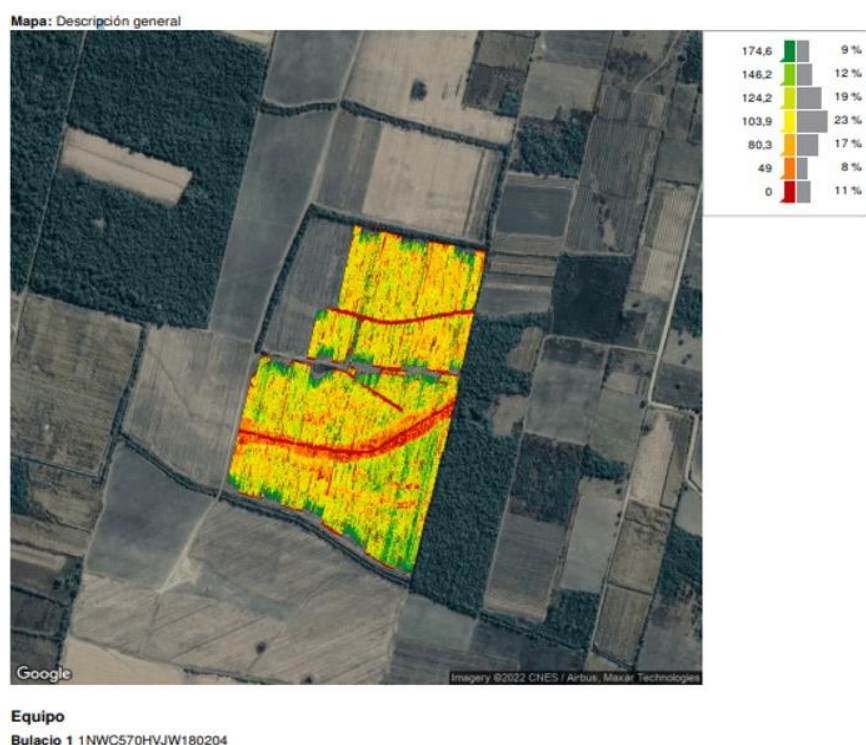 Mapa: Descripción general
174,6 9 %
146,2 12 %
124,2 19 %
103,9 23 %
80,3 17 %
49 8 %
0 11 %
Google
Imagery ©2022 CNES / Airbus, Maxar Technologies
Equipo
Bulacio 1 1NWC570HVJW180204